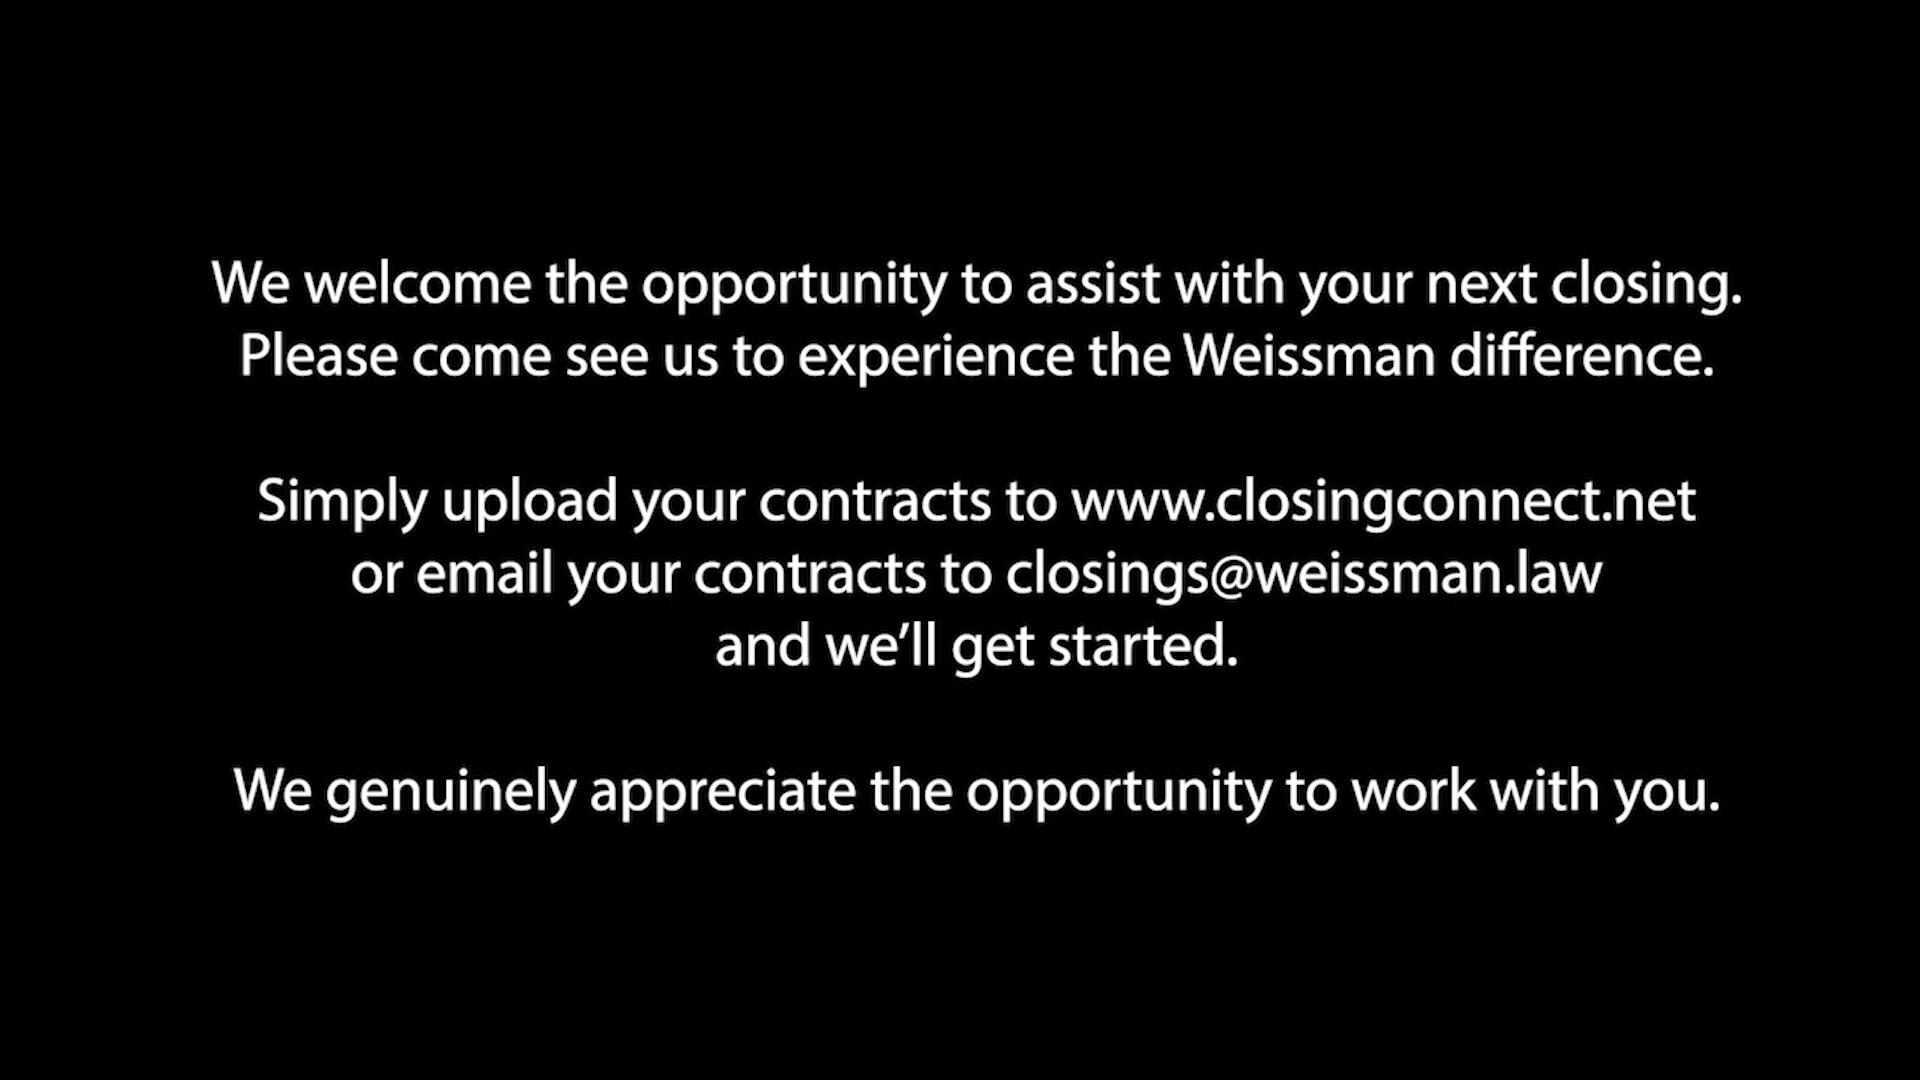 We welcome the opportunity to assist with your next closing.
Please come see us to experience the Weissman difference.
Simply upload your contracts to www.closingconnect.net
or email your contracts to closings@weissman.law
and we’ll get started.
We genuinely appreciate the opportunity to work with you.